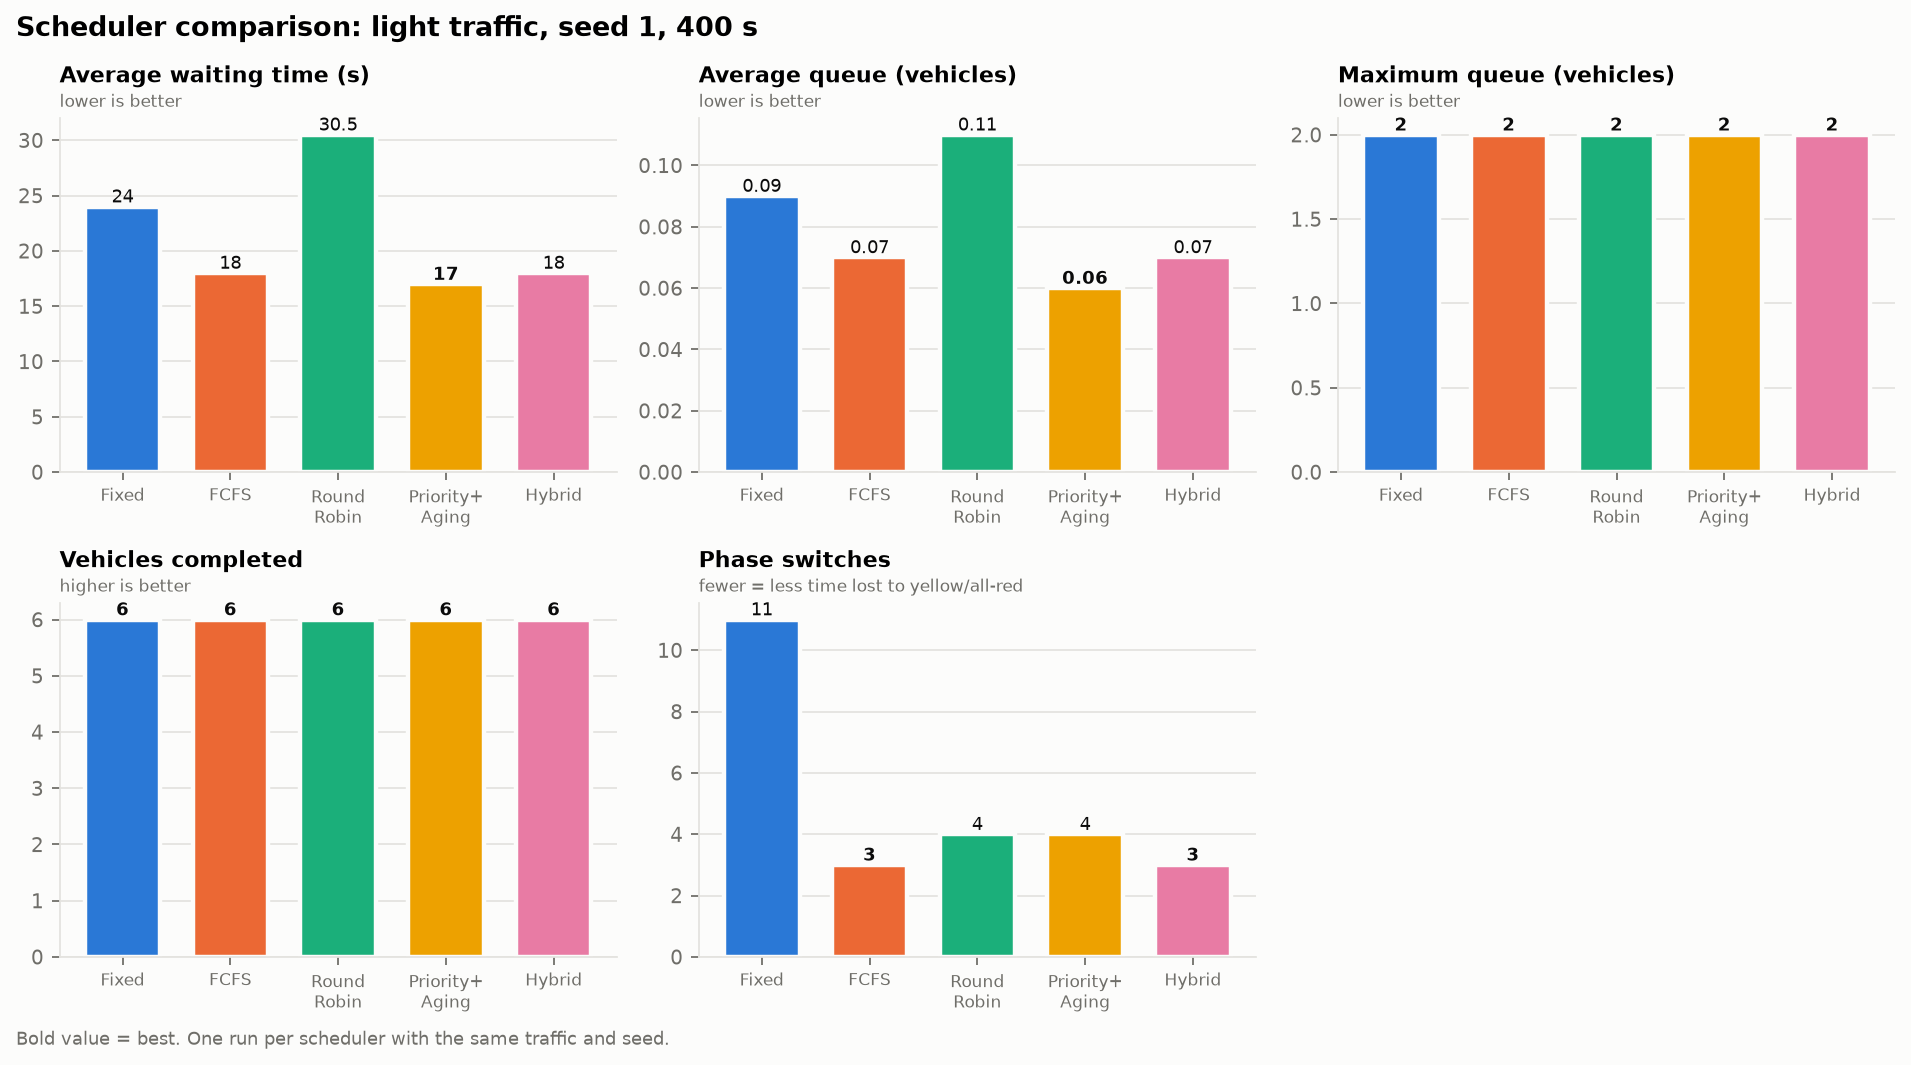 Scheduler comparison: light traffic, seed 1, 400 s
Average waiting time (s)
lower is better
30
25
20
15
10
5
0
24
18
30.5
17
18
Fixed
FCFS
Round
Robin
Priority+
Aging
Hybrid
Average queue (vehicles)
lower is better
0.10
0.08
0.06
0.04
0.02
0.00
0.09
0.07
0.11
0.06
0.07
Fixed
FCFS
Round
Robin
Priority+
Aging
Hybrid
Maximum queue (vehicles)
lower is better
2.0
1.5
1.0
0.5
0.0
2
2
2
2
2
Fixed
FCFS
Round
Robin
Priority+
Aging
Hybrid
Vehicles completed
higher is better
6
5
4
3
2
1
0
6
6
6
6
6
Fixed
FCFS
Round
Robin
Priority+
Aging
Hybrid
Phase switches
fewer = less time lost to yellow/all-red
10
8
6
4
2
0
11
3
4
4
3
Fixed
FCFS
Round
Robin
Priority+
Aging
Hybrid
Bold value = best. One run per scheduler with the same traffic and seed.